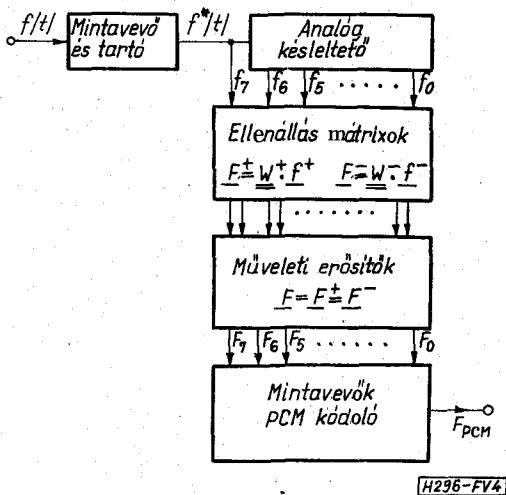 f/t/ Mintavevő és tartó f*/t/ Analóg késleltető
f7 f6 f5 ..... f0
Ellenállás mátrixok
F⁺=W⁺·f⁺ F⁻=W⁻·f⁻
.......
Műveleti erősítők
F=F⁺=F⁻
F7 F6 F5 ...... F0
Mintavevők
PCM kódoló
FPCM
H296-FV4